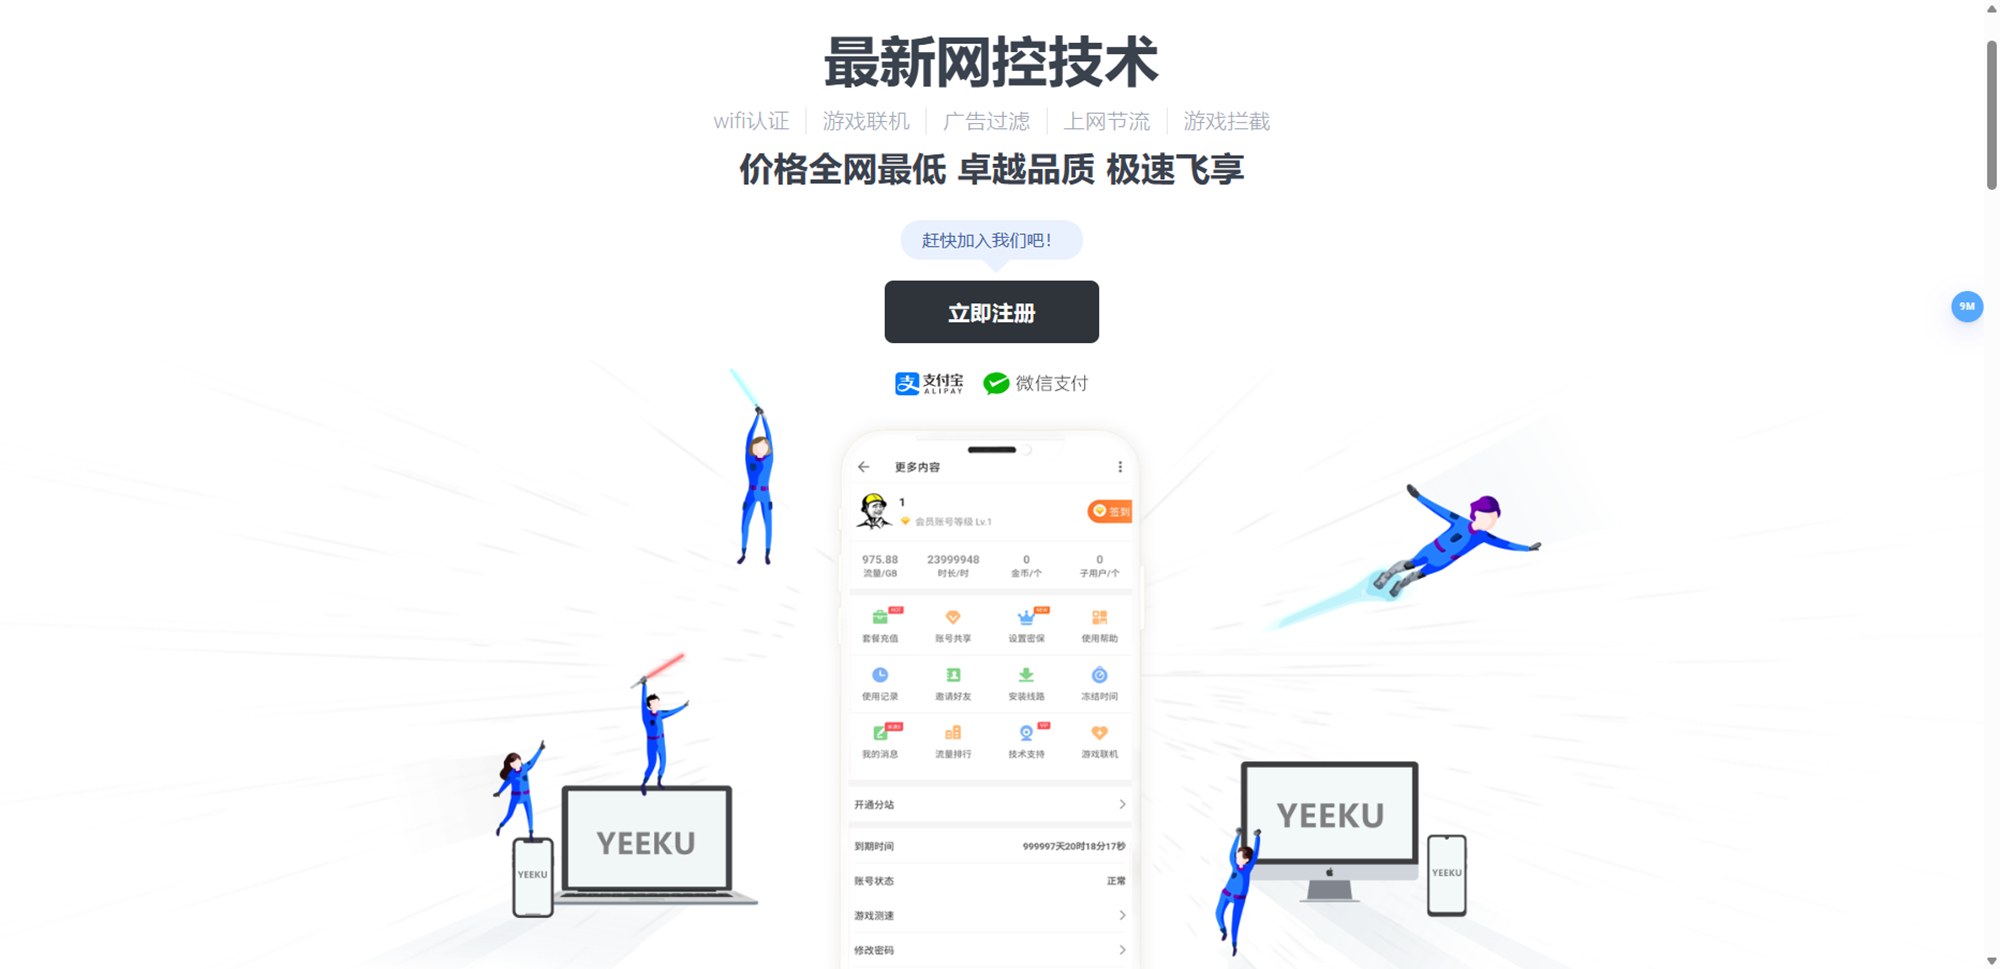 最新网控技术
wifi认证 游戏联机 广告过滤 上网节流 游戏拦截
价格全网最低 卓越品质 极速飞享
赶快加入我们吧！
立即注册
支付宝 ALIPAY 微信支付
9M
更多内容
1
会员账号等级 Lv.1
签到
975.88 23999948 0 0
流量/GB 时长/时 金币/个 子用户/个
HOT NEW
套餐充值 账号共享 设置密保 使用帮助
使用记录 邀请好友 安装线路 冻结时间
VIP
我的消息 流量排行 技术支持 游戏联机
开通分站
到期时间 999997天20时18分17秒
账号状态 正常
游戏测速
修改密码
YEEKU
YEEKU
YEEKU
YEEKU